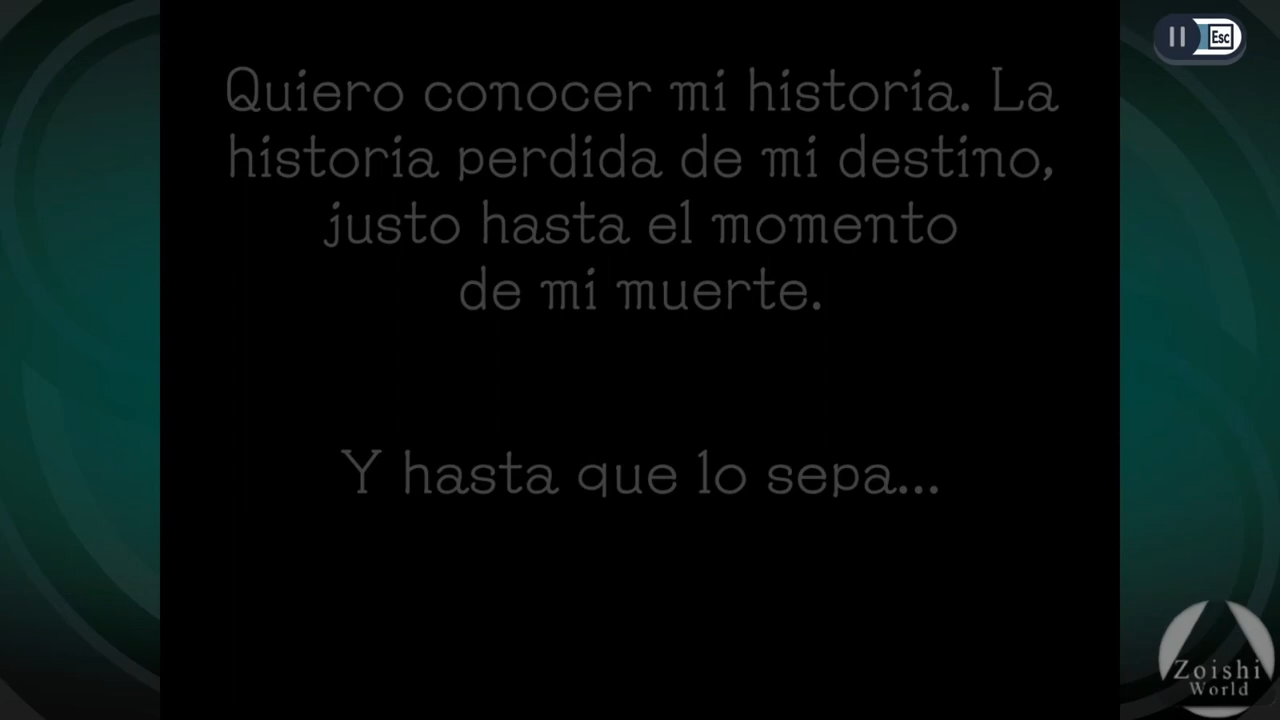 Esc
Quiero conocer mi historia. La
historia perdida de mi destino,
justo hasta el momento
de mi muerte.
Y hasta que lo sepa...
Zoishi
World